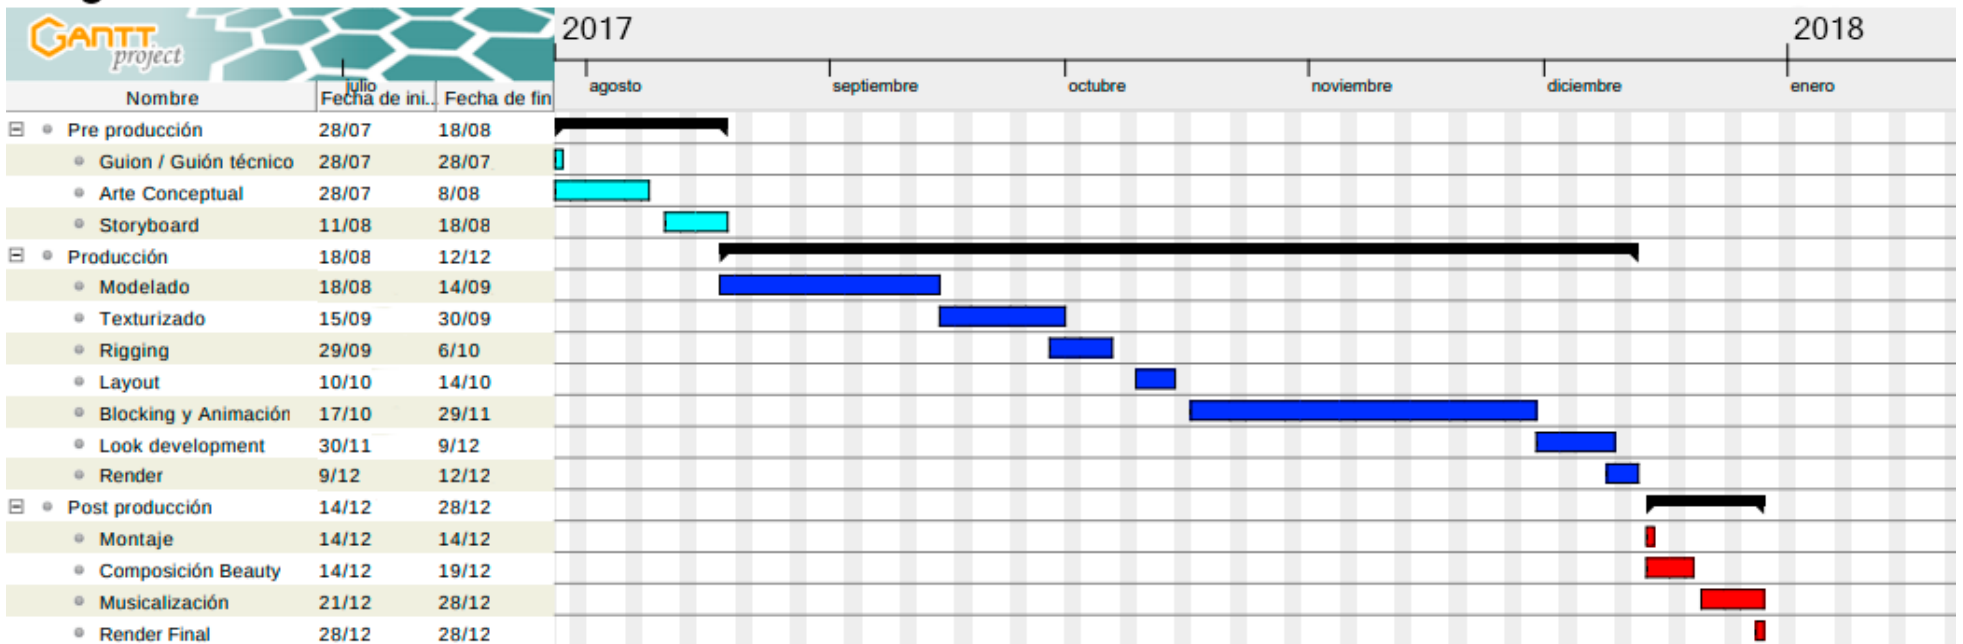 GANTT project
2017 2018
julio agosto septiembre octubre noviembre diciembre enero
Nombre Fecha de ini... Fecha de fin
Pre producción 28/07 18/08
Guion / Guión técnico 28/07 28/07
Arte Conceptual 28/07 8/08
Storyboard 11/08 18/08
Producción 18/08 12/12
Modelado 18/08 14/09
Texturizado 15/09 30/09
Rigging 29/09 6/10
Layout 10/10 14/10
Blocking y Animación 17/10 29/11
Look development 30/11 9/12
Render 9/12 12/12
Post producción 14/12 28/12
Montaje 14/12 14/12
Composición Beauty 14/12 19/12
Musicalización 21/12 28/12
Render Final 28/12 28/12